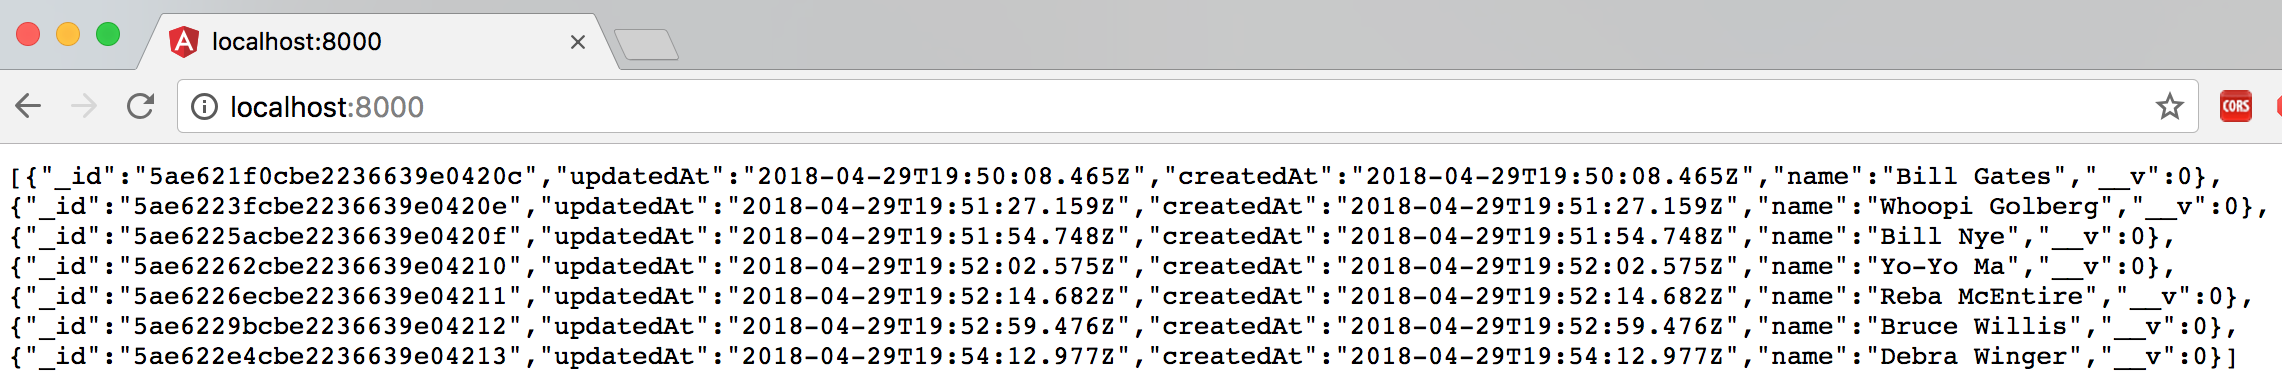 localhost:8000
localhost:8000
CORS
[{"_id":"5ae621f0cbe2236639e0420c","updatedAt":"2018-04-29T19:50:08.465Z","createdAt":"2018-04-29T19:50:08.465Z","name":"Bill Gates","__v":0},
{"_id":"5ae6223fcbe2236639e0420e","updatedAt":"2018-04-29T19:51:27.159Z","createdAt":"2018-04-29T19:51:27.159Z","name":"Whoopi Golberg","__v":0},
{"_id":"5ae6225acbe2236639e0420f","updatedAt":"2018-04-29T19:51:54.748Z","createdAt":"2018-04-29T19:51:54.748Z","name":"Bill Nye","__v":0},
{"_id":"5ae62262cbe2236639e04210","updatedAt":"2018-04-29T19:52:02.575Z","createdAt":"2018-04-29T19:52:02.575Z","name":"Yo-Yo Ma","__v":0},
{"_id":"5ae6226ecbe2236639e04211","updatedAt":"2018-04-29T19:52:14.682Z","createdAt":"2018-04-29T19:52:14.682Z","name":"Reba McEntire","__v":0},
{"_id":"5ae6229bcbe2236639e04212","updatedAt":"2018-04-29T19:52:59.476Z","createdAt":"2018-04-29T19:52:59.476Z","name":"Bruce Willis","__v":0},
{"_id":"5ae622e4cbe2236639e04213","updatedAt":"2018-04-29T19:54:12.977Z","createdAt":"2018-04-29T19:54:12.977Z","name":"Debra Winger","__v":0}]